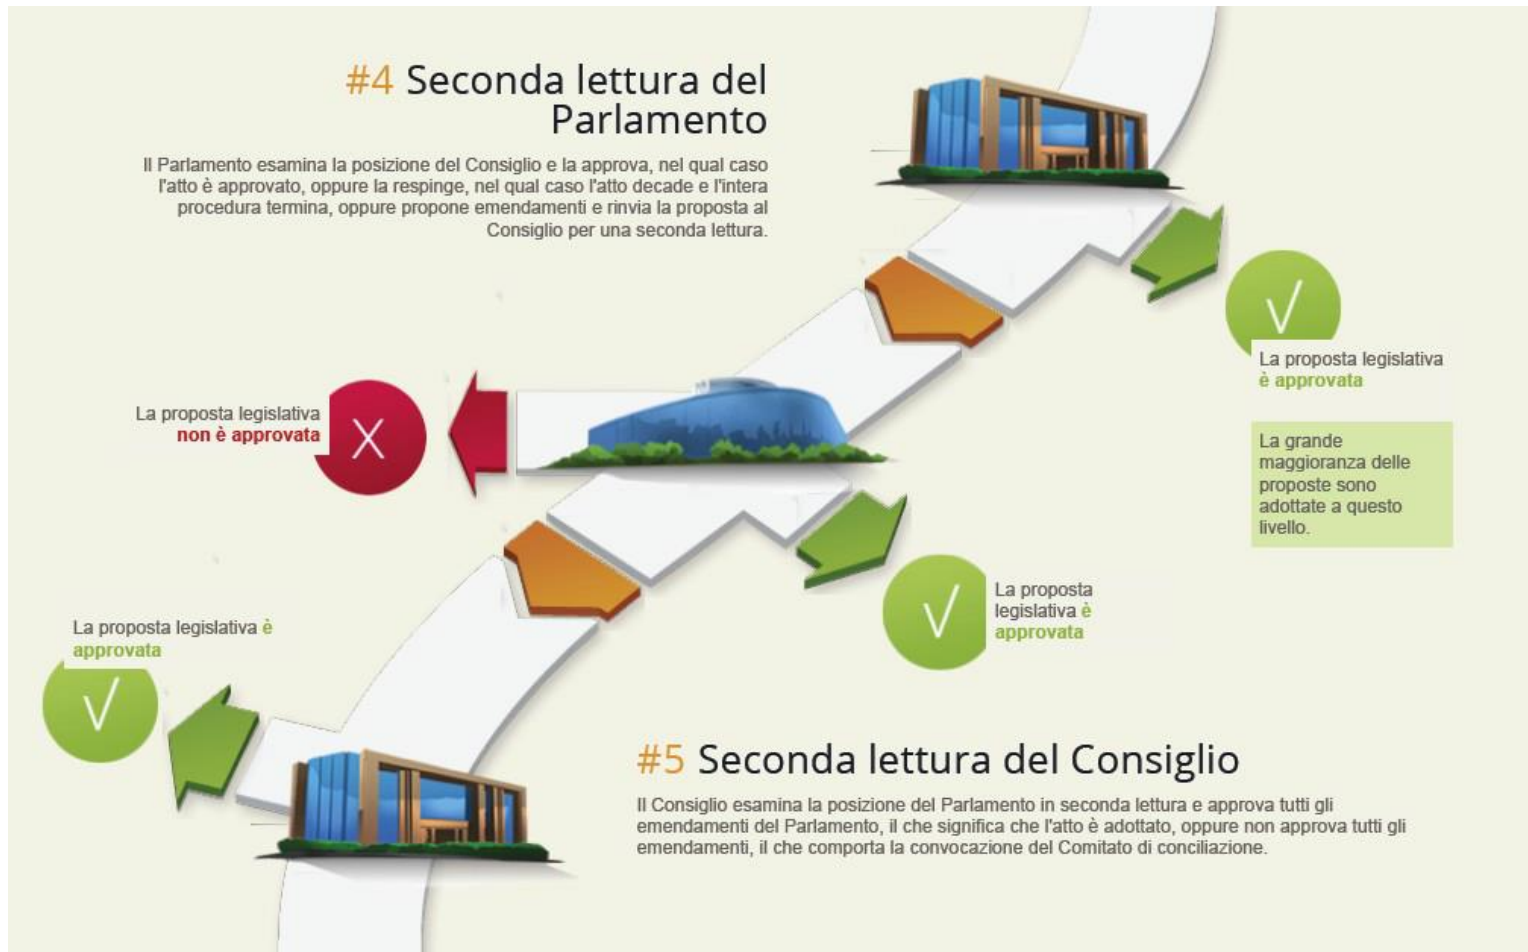 #4 Seconda lettura del
Parlamento
Il Parlamento esamina la posizione del Consiglio e la approva, nel qual caso
l'atto è approvato, oppure la respinge, nel qual caso l'atto decade e l'intera
procedura termina, oppure propone emendamenti e rinvia la proposta al
Consiglio per una seconda lettura.
La proposta legislativa
è approvata
La grande
maggioranza delle
proposte sono
adottate a questo
livello.
La proposta legislativa
non è approvata
X
La proposta
legislativa è
approvata
La proposta legislativa è
approvata
#5 Seconda lettura del Consiglio
Il Consiglio esamina la posizione del Parlamento in seconda lettura e approva tutti gli
emendamenti del Parlamento, il che significa che l'atto è adottato, oppure non approva tutti gli
emendamenti, il che comporta la convocazione del Comitato di conciliazione.